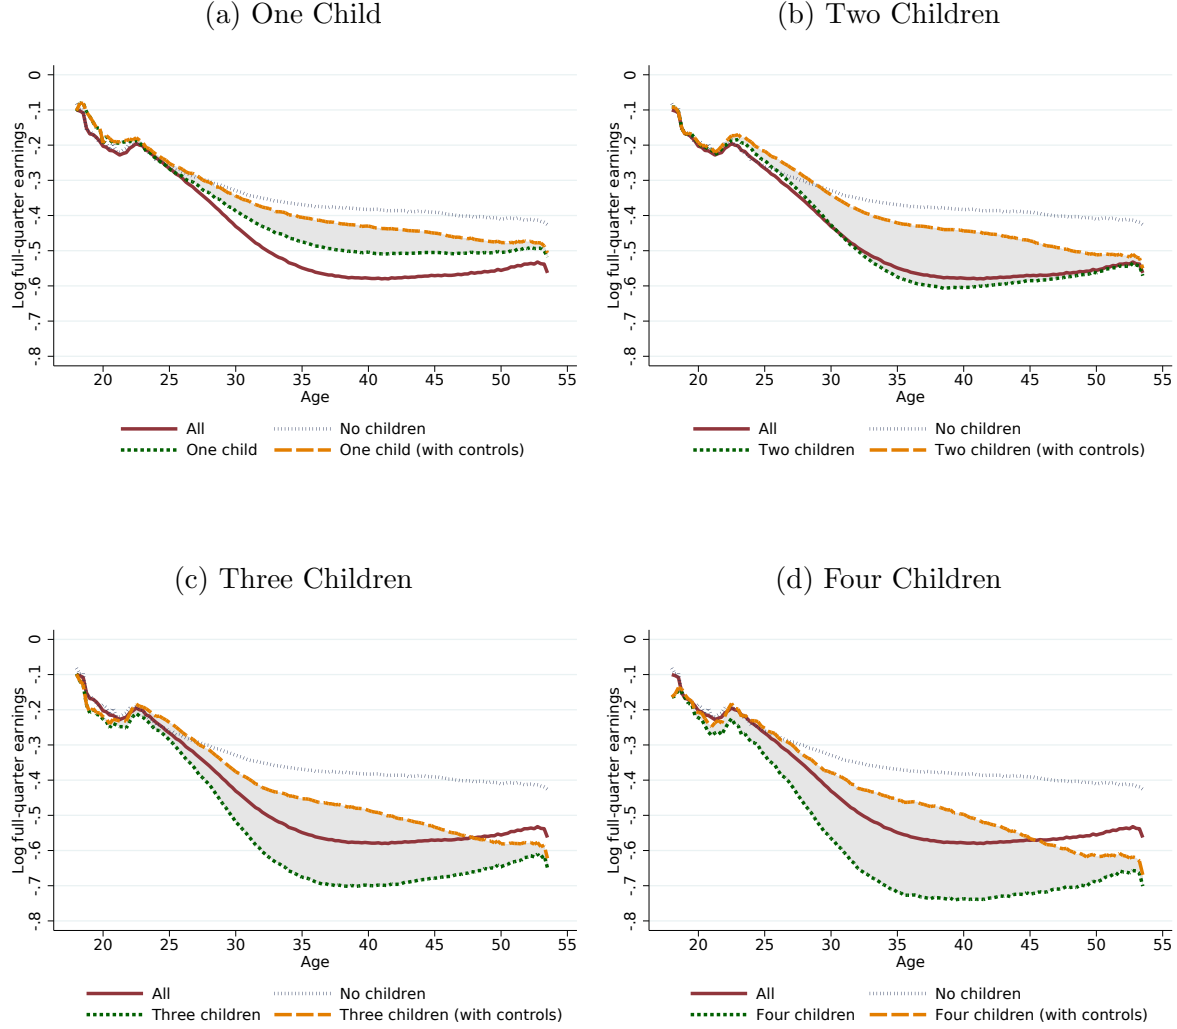 (a) One Child
Log full-quarter earnings
0
-.1
-.2
-.3
-.4
-.5
-.6
-.7
-.8
20 25 30 35 40 45 50 55
Age
All No children
One child One child (with controls)
(b) Two Children
Log full-quarter earnings
0
-.1
-.2
-.3
-.4
-.5
-.6
-.7
-.8
20 25 30 35 40 45 50 55
Age
All No children
Two children Two children (with controls)
(c) Three Children
Log full-quarter earnings
0
-.1
-.2
-.3
-.4
-.5
-.6
-.7
-.8
20 25 30 35 40 45 50 55
Age
All No children
Three children Three children (with controls)
(d) Four Children
Log full-quarter earnings
0
-.1
-.2
-.3
-.4
-.5
-.6
-.7
-.8
20 25 30 35 40 45 50 55
Age
All No children
Four children Four children (with controls)